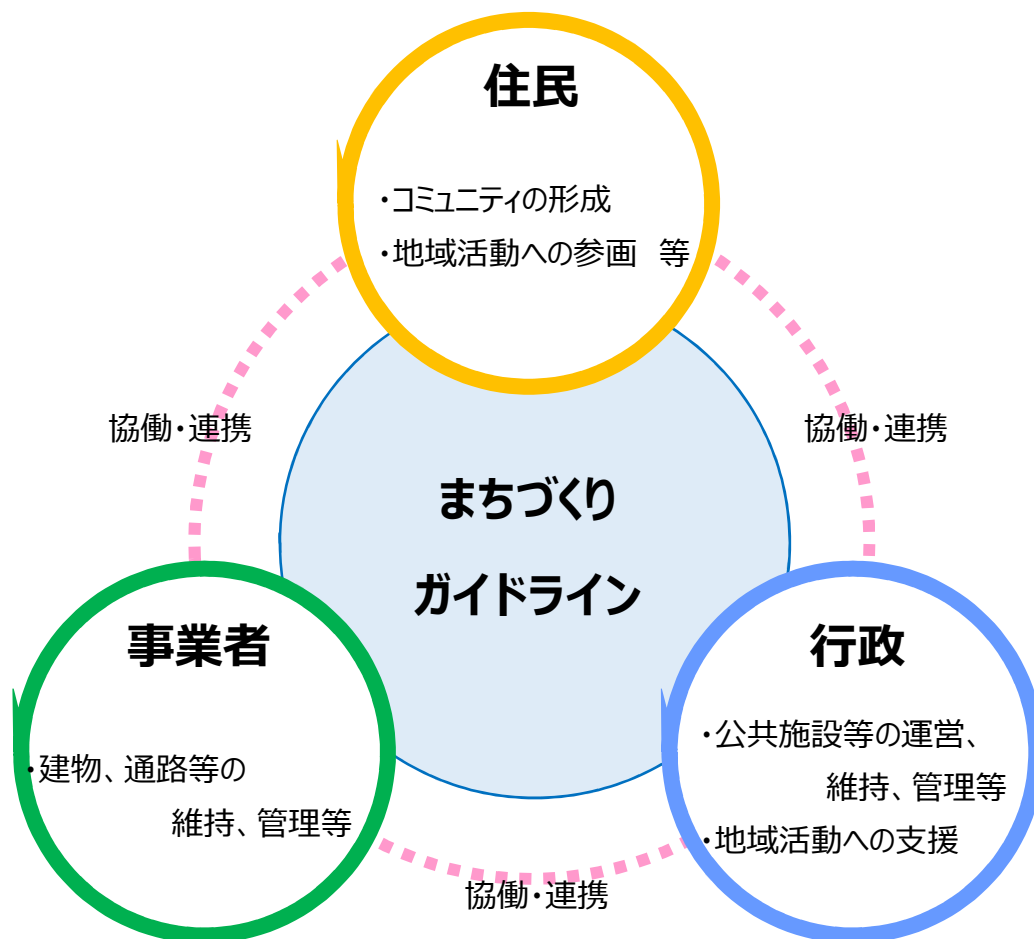 住民
・コミュニティの形成
・地域活動への参画　等
協働・連携
協働・連携
まちづくり
ガイドライン
事業者
・建物、通路等の
維持、管理等
行政
・公共施設等の運営、
維持、管理等
・地域活動への支援
協働・連携